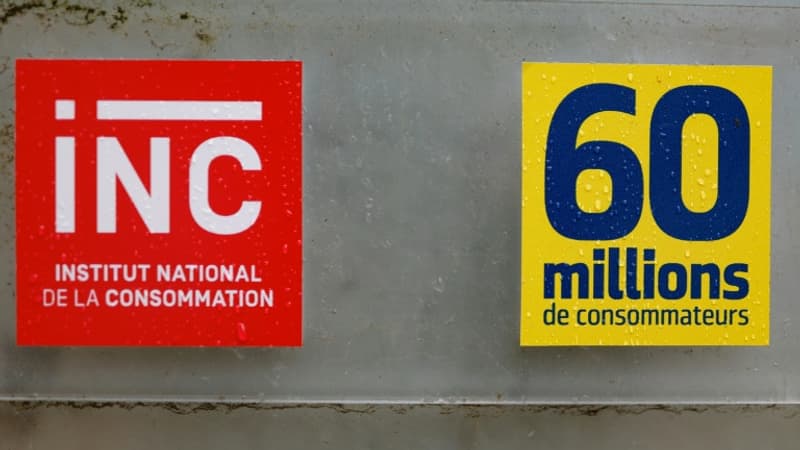 iNC
INSTITUT NATIONAL
DE LA CONSOMMATION
60
millions
de consommateurs